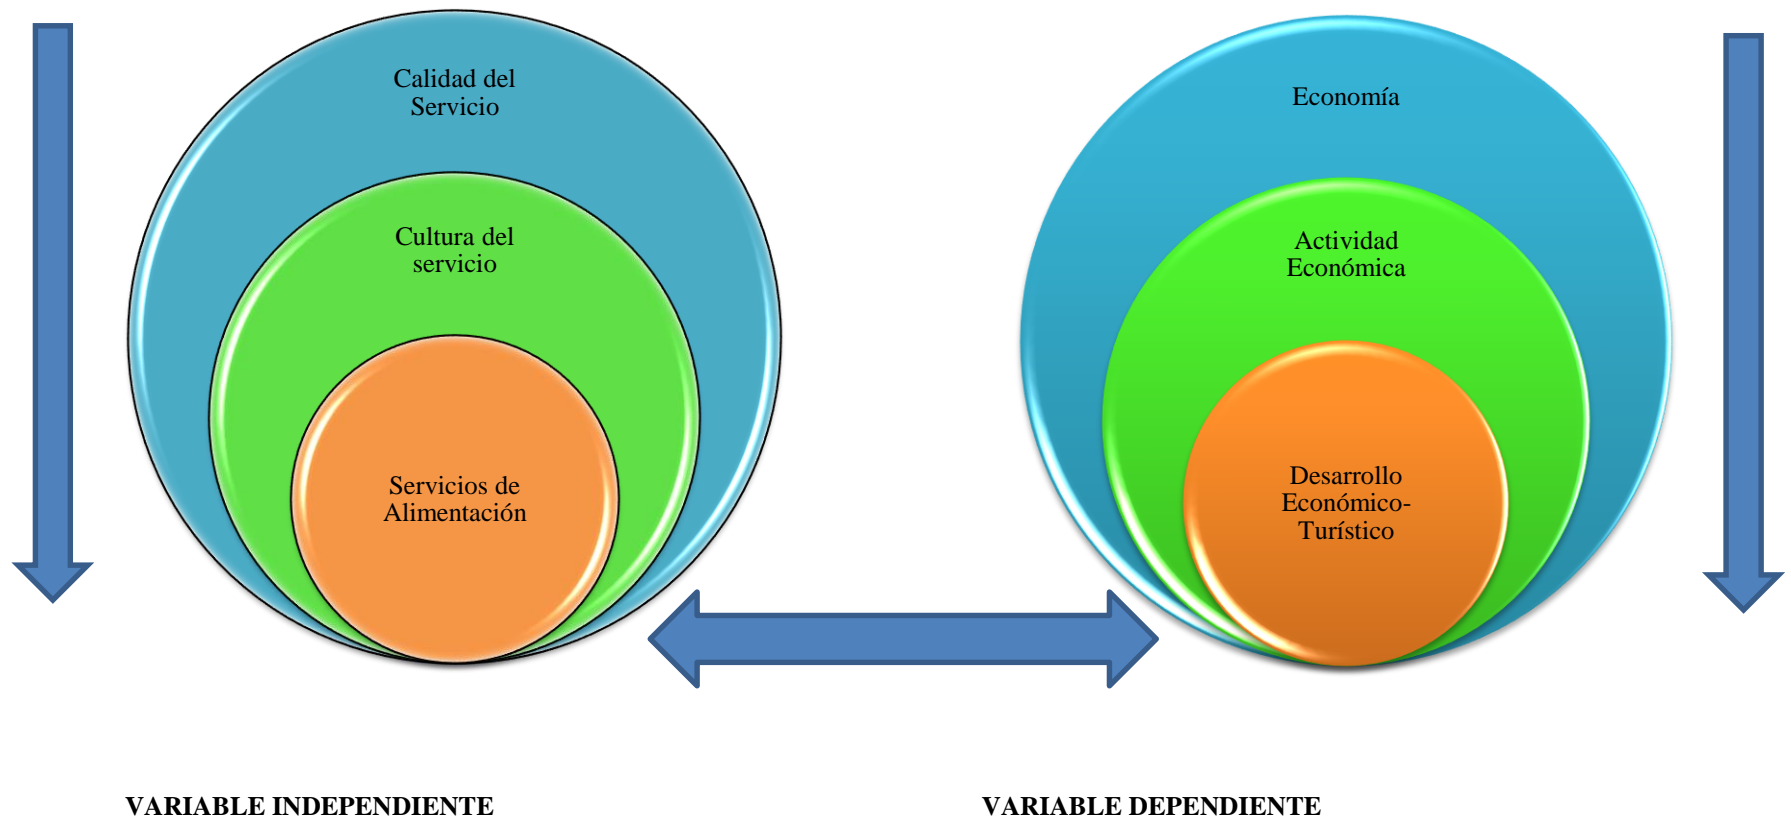 Calidad del
Servicio
Cultura del
servicio
Servicios de
Alimentación
Economía
Actividad
Económica
Desarrollo
Económico-
Turístico
VARIABLE INDEPENDIENTE
VARIABLE DEPENDIENTE